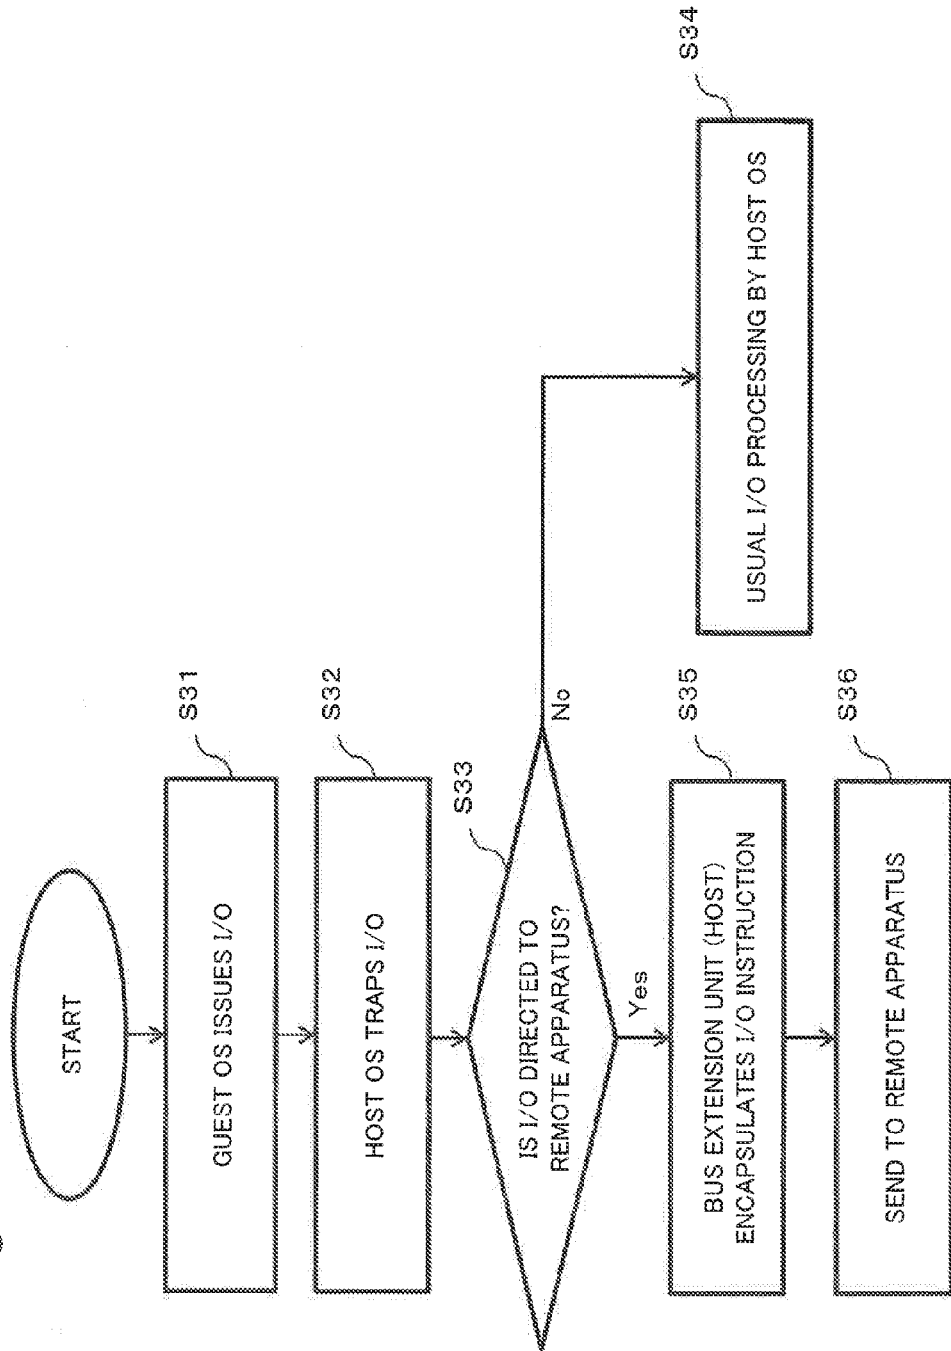 START
S31
GUEST OS ISSUES I/O
S32
HOST OS TRAPS I/O
S33
IS I/O DIRECTED TO
REMOTE APPARATUS?
No
Yes
S34
USUAL I/O PROCESSING BY HOST OS
S35
BUS EXTENSION UNIT (HOST)
ENCAPSULATES I/O INSTRUCTION
S36
SEND TO REMOTE APPARATUS